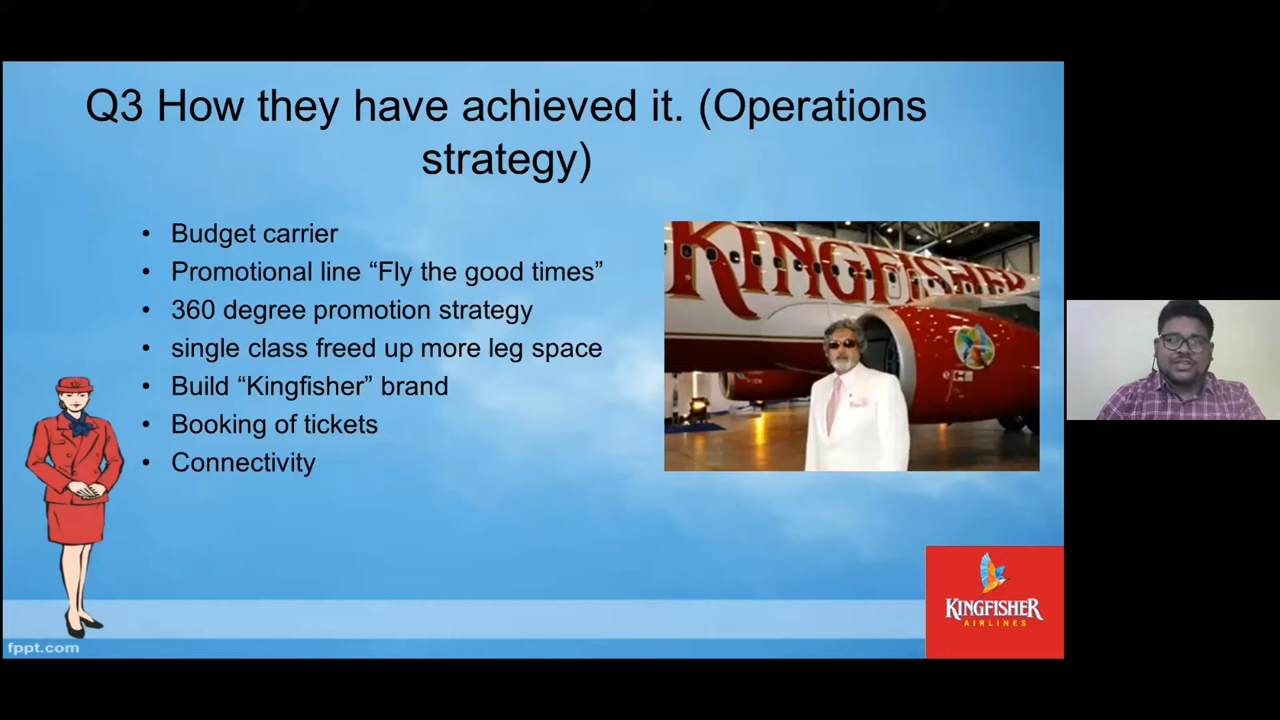 Q3 How they have achieved it. (Operations
strategy)
• Budget carrier
• Promotional line “Fly the good times”
• 360 degree promotion strategy
• single class freed up more leg space
• Build “Kingfisher” brand
• Booking of tickets
• Connectivity
KINGFISHER
KINGFISHER
AIRLINES
fppt.com